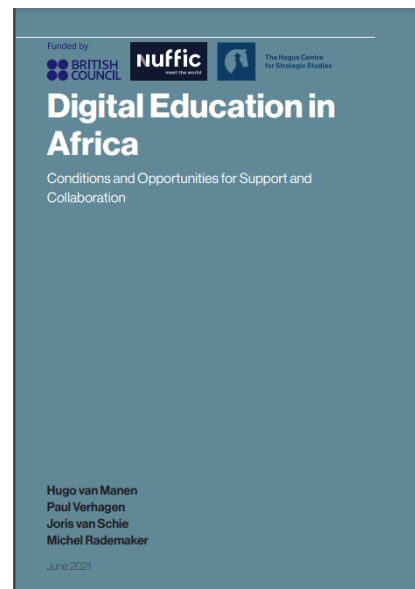 Funded by
BRITISH
COUNCIL
nuffic
meet the world
The Hague Centre
for Strategic Studies
Digital Education in
Africa
Conditions and Opportunities for Support and
Collaboration
Hugo van Manen
Paul Verhagen
Joris van Schie
Michel Rademaker
June 2021